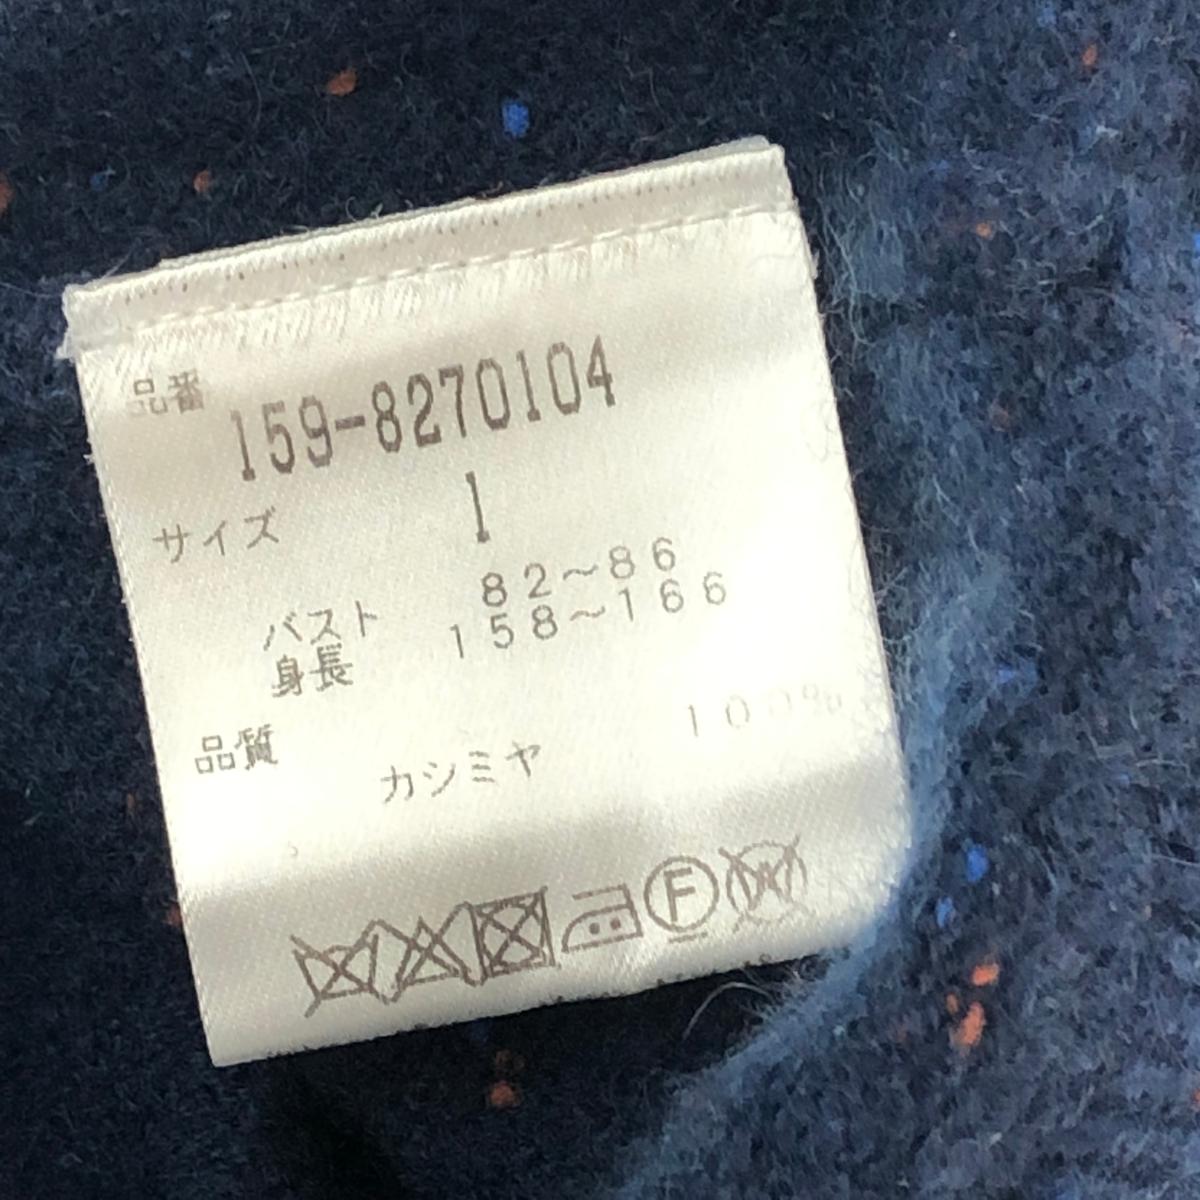 品番
159-8270104
サイズ 1
バスト 82～86
身長 158～166
品質
カシミヤ 100%
F W